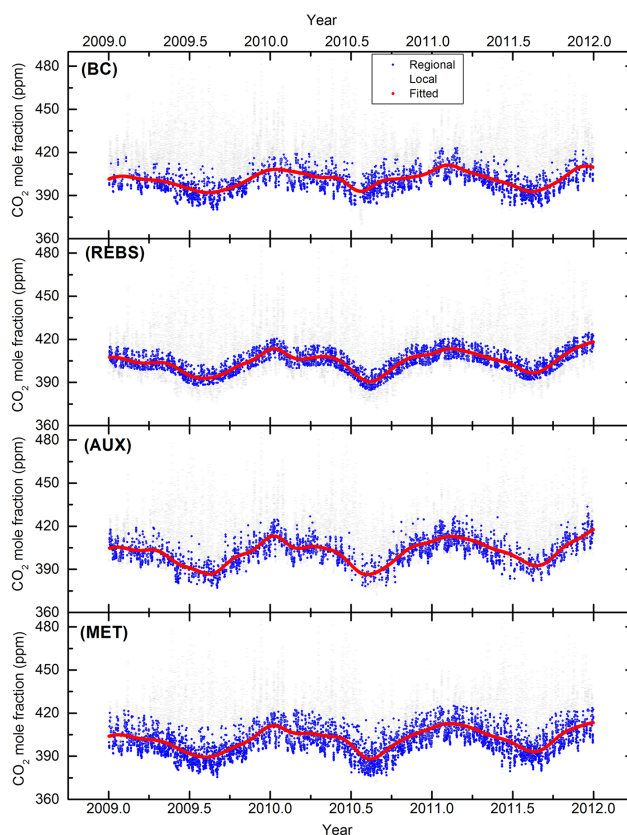 Year
2009.0 2009.5 2010.0 2010.5 2011.0 2011.5 2012.0
480
450
420
390
360
CO2 mole fraction (ppm)
(BC)
Regional
Local
Fitted
480
450
420
390
360
CO2 mole fraction (ppm)
(REBS)
480
450
420
390
360
CO2 mole fraction (ppm)
(AUX)
480
450
420
390
360
CO2 mole fraction (ppm)
(MET)
2009.0 2009.5 2010.0 2010.5 2011.0 2011.5 2012.0
Year